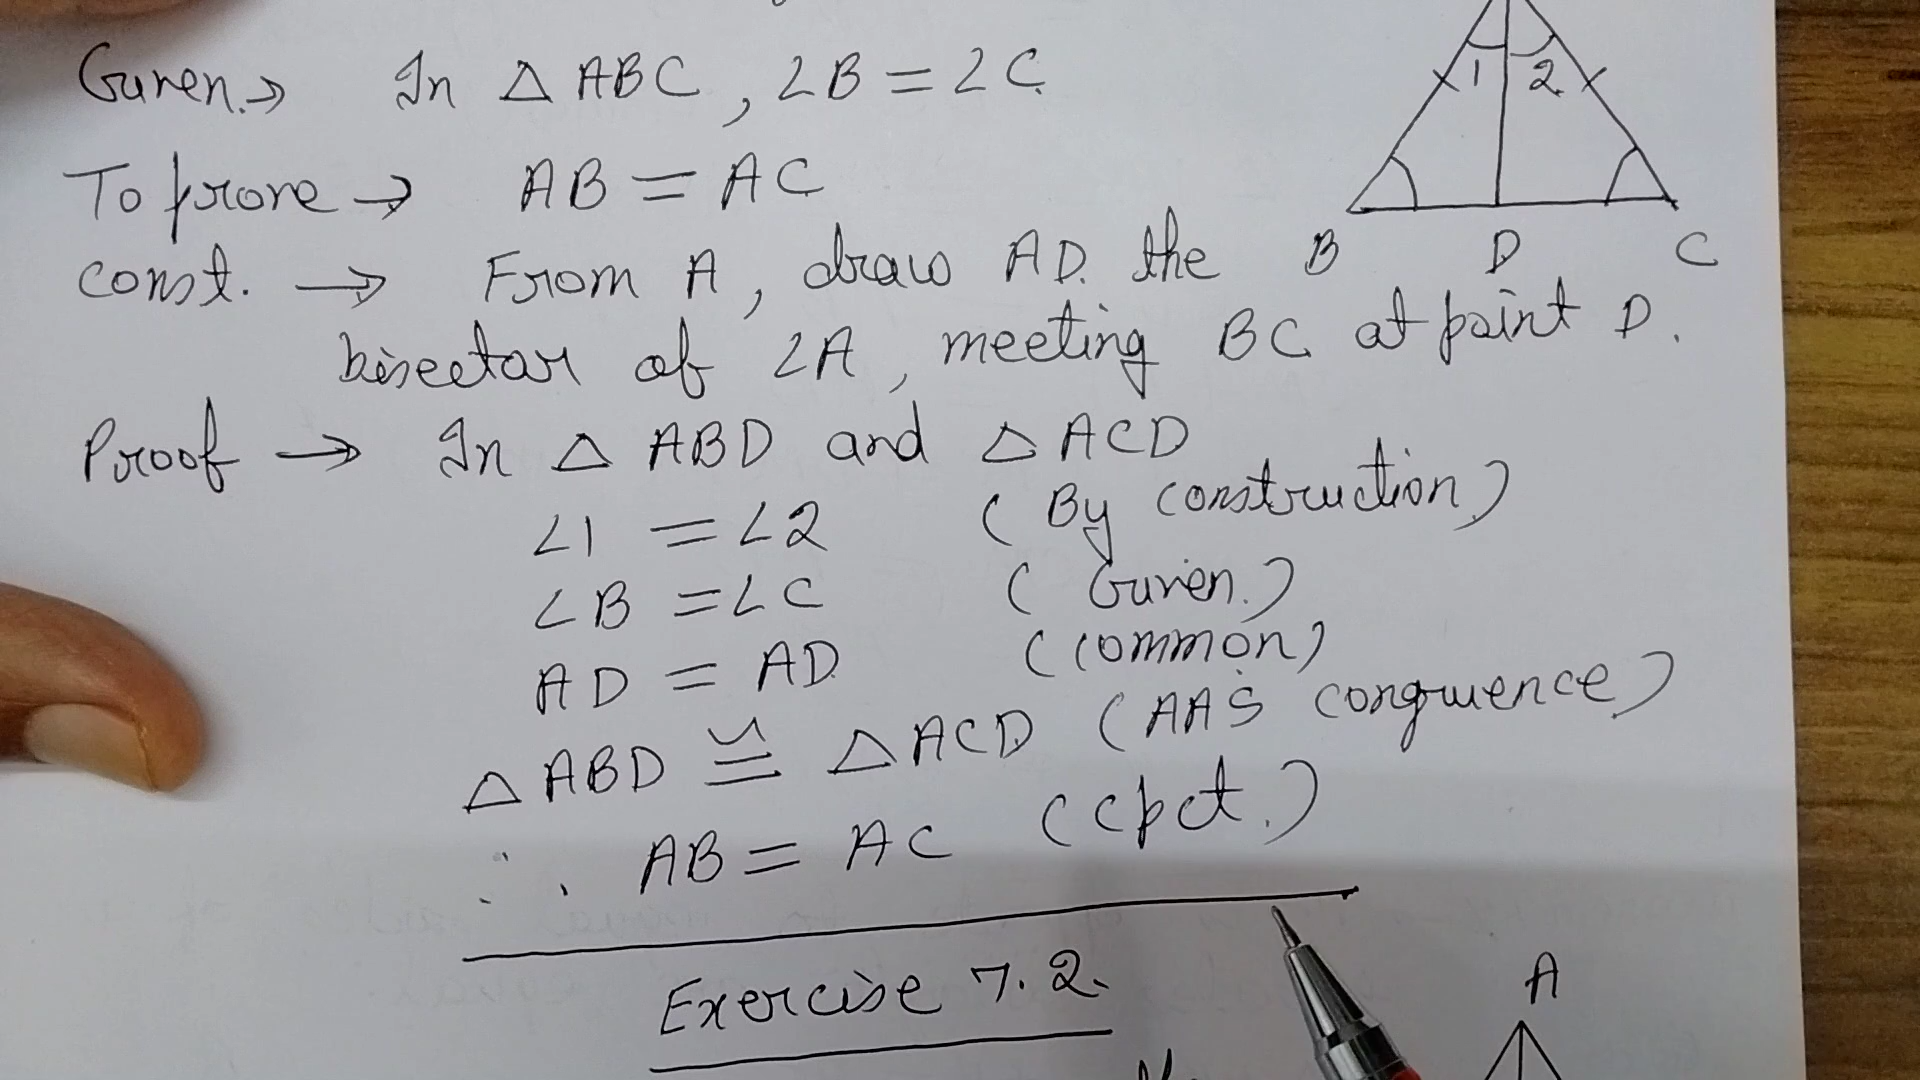 Given → In △ ABC, ∠B = ∠C
To prove → AB = AC
const. → From A, draw AD the
bisector of ∠A, meeting BC at point D.
Proof → In △ ABD and △ ACD
∠1 = ∠2 (By construction)
∠B = ∠C (Given)
AD = AD (common)
△ ABD ≅ △ ACD (AAS congruence)
∴ AB = AC (cpct.)
Exercise 7.2.
1 2
B D C
A